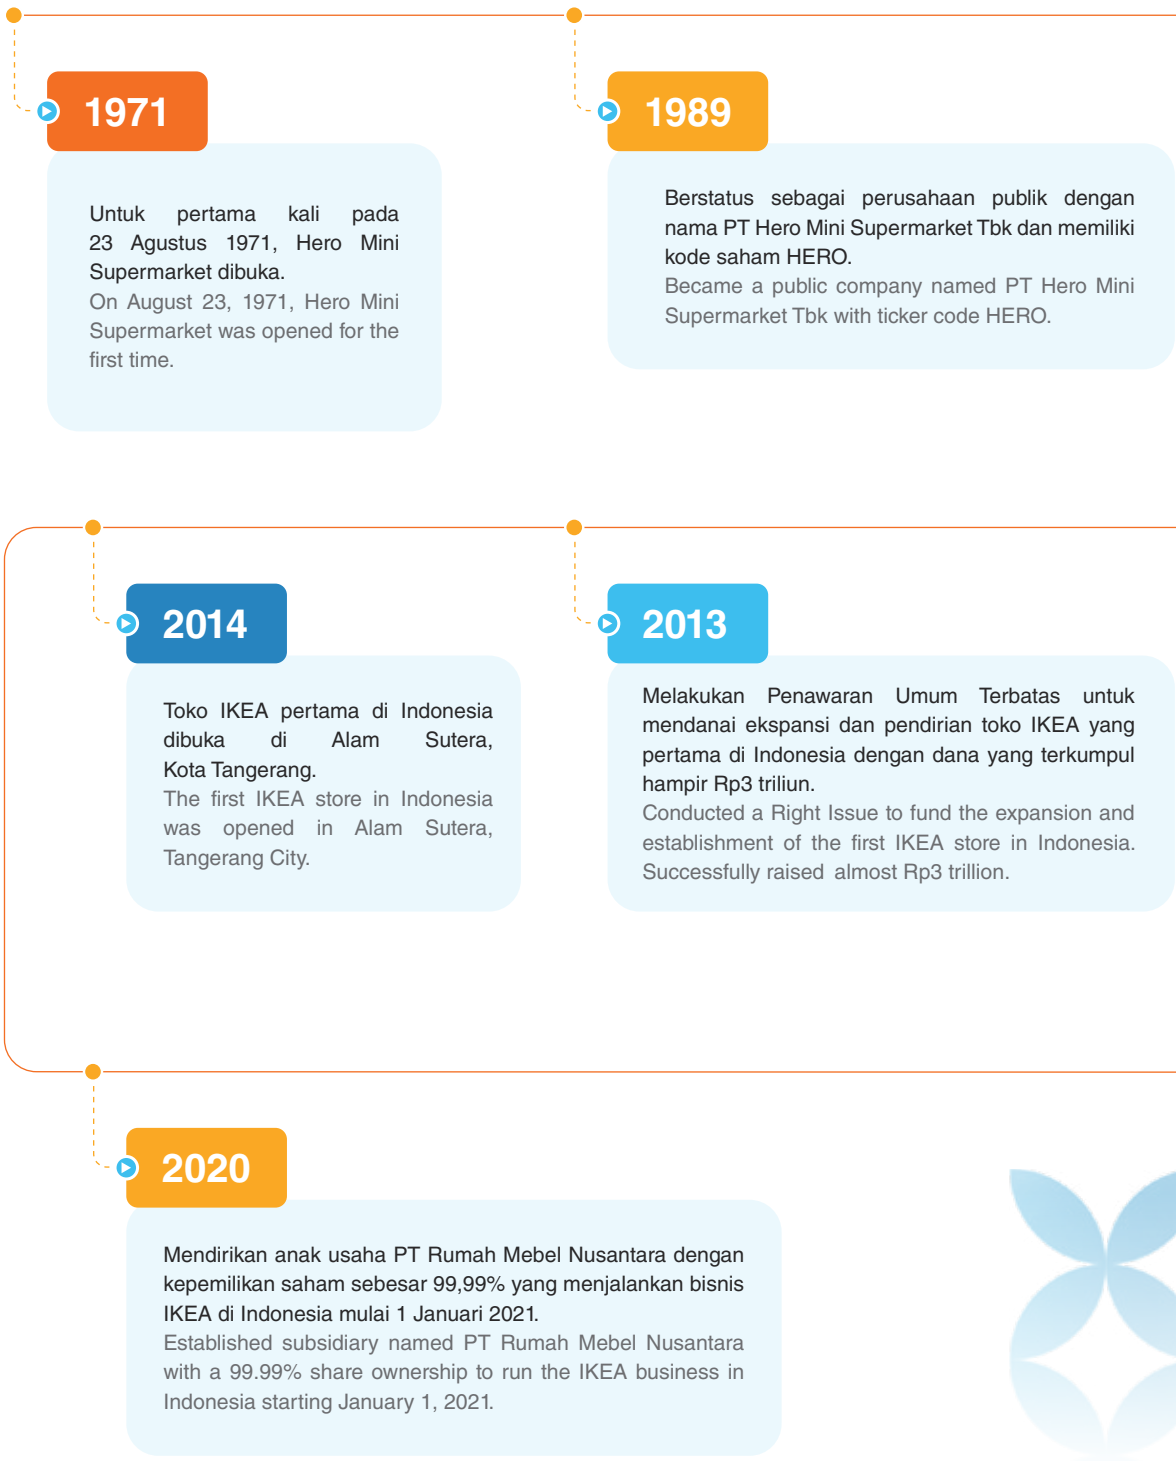 1971
Untuk pertama kali pada
23 Agustus 1971, Hero Mini
Supermarket dibuka.
On August 23, 1971, Hero Mini
Supermarket was opened for the
first time.
1989
Berstatus sebagai perusahaan publik dengan
nama PT Hero Mini Supermarket Tbk dan memiliki
kode saham HERO.
Became a public company named PT Hero Mini
Supermarket Tbk with ticker code HERO.
2014
Toko IKEA pertama di Indonesia
dibuka di Alam Sutera,
Kota Tangerang.
The first IKEA store in Indonesia
was opened in Alam Sutera,
Tangerang City.
2013
Melakukan Penawaran Umum Terbatas untuk
mendanai ekspansi dan pendirian toko IKEA yang
pertama di Indonesia dengan dana yang terkumpul
hampir Rp3 triliun.
Conducted a Right Issue to fund the expansion and
establishment of the first IKEA store in Indonesia.
Successfully raised almost Rp3 trillion.
2020
Mendirikan anak usaha PT Rumah Mebel Nusantara dengan
kepemilikan saham sebesar 99,99% yang menjalankan bisnis
IKEA di Indonesia mulai 1 Januari 2021.
Established subsidiary named PT Rumah Mebel Nusantara
with a 99.99% share ownership to run the IKEA business in
Indonesia starting January 1, 2021.